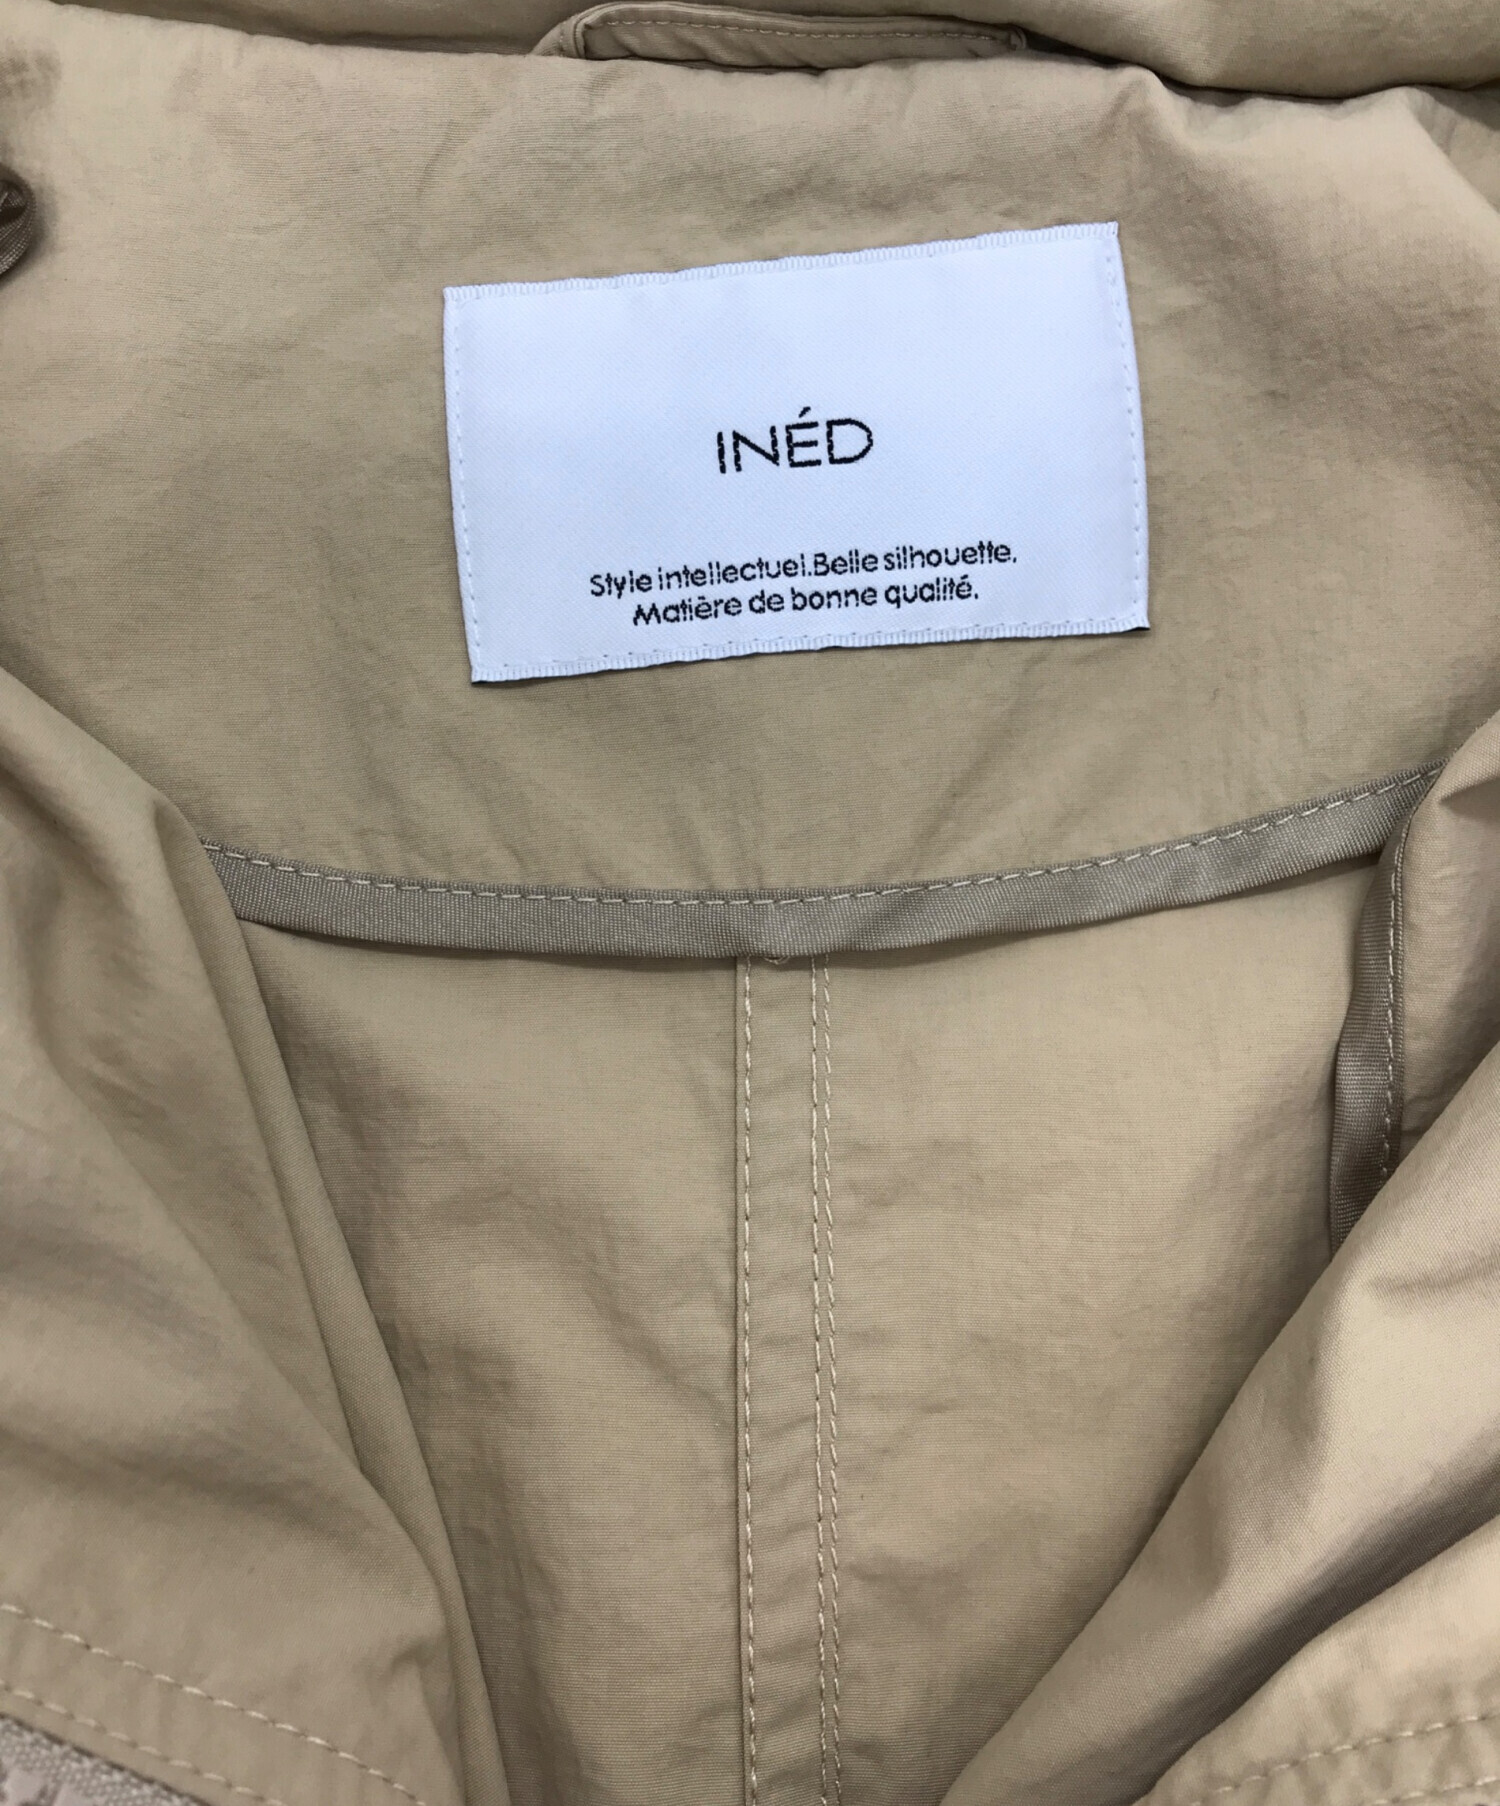 INÉD
Style intellectuel.Belle silhouette.
Matière de bonne qualité.